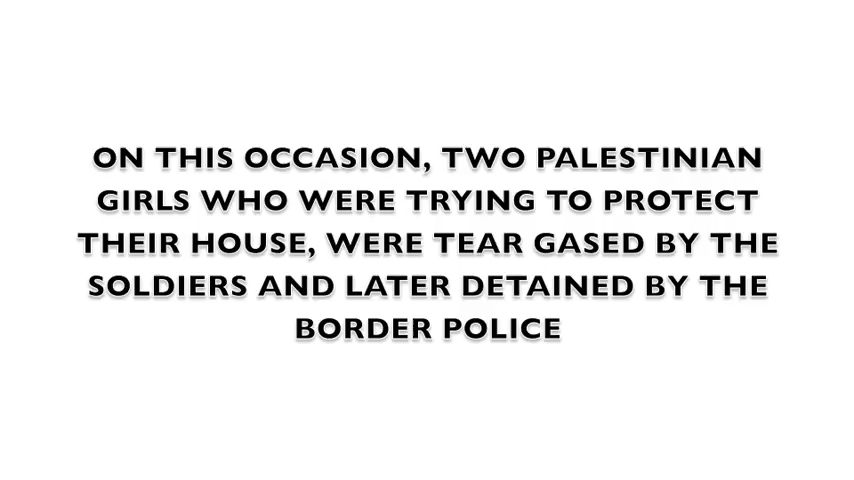 ON THIS OCCASION, TWO PALESTINIAN
GIRLS WHO WERE TRYING TO PROTECT
THEIR HOUSE, WERE TEAR GASED BY THE
SOLDIERS AND LATER DETAINED BY THE
BORDER POLICE